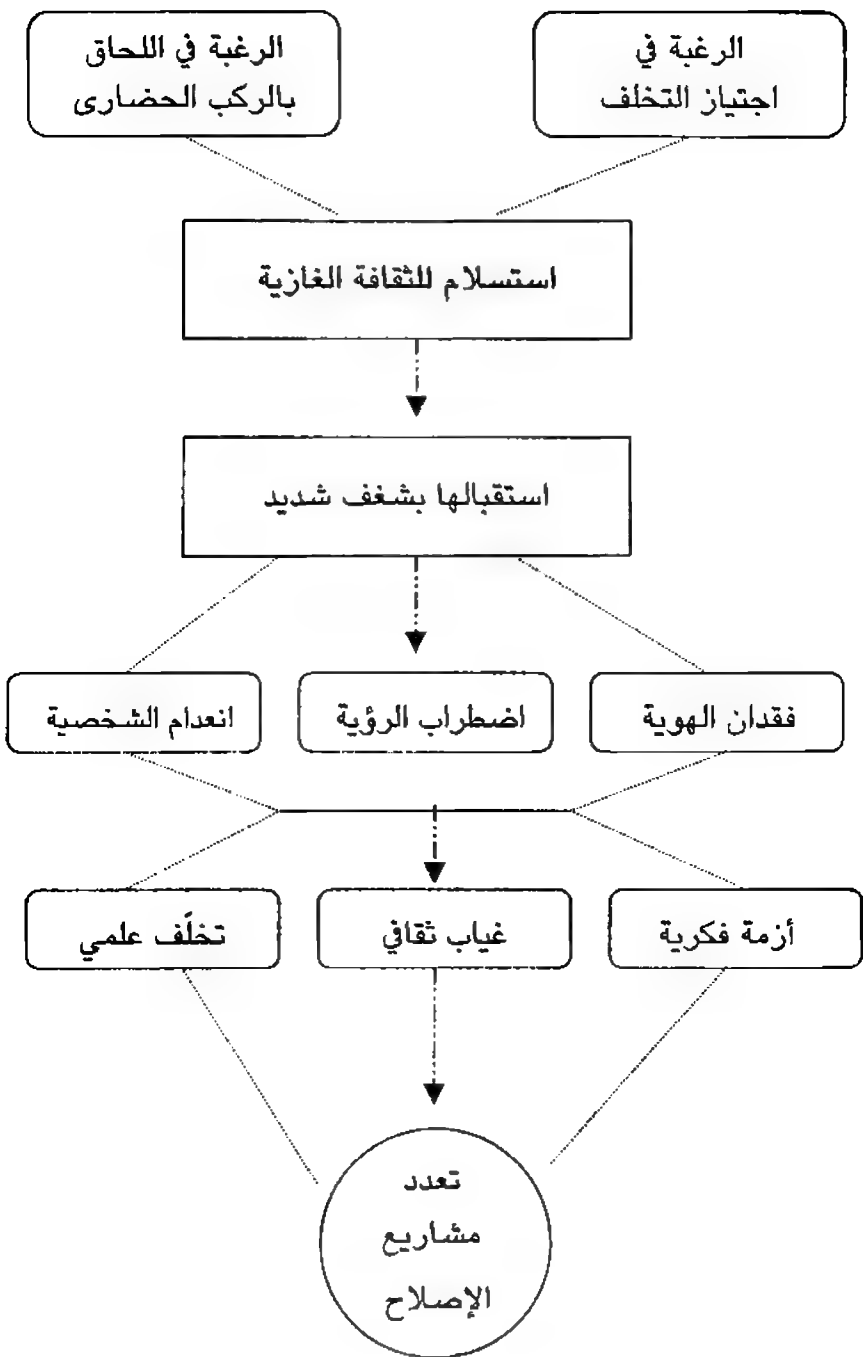 الرغبة في
اجتياز التخلف
الرغبة في اللحاق
بالركب الحضارى
استسلام للثقافة الغازية
استقبالها بشغف شديد
فقدان الهوية
اضطراب الرؤية
انعدام الشخصية
أزمة فكرية
غياب ثقافي
تخلّف علمي
تعدد
مشاريع
الإصلاح